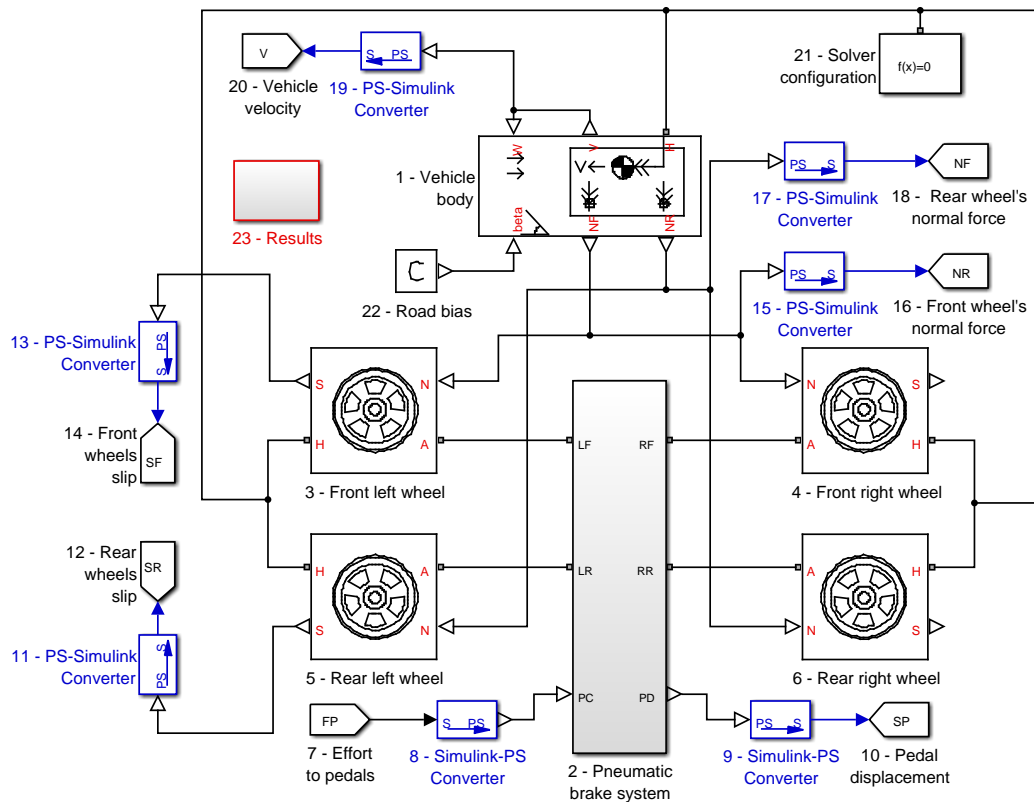 V
S PS
20 - Vehicle
velocity
19 - PS-Simulink
Converter
21 - Solver
configuration
f(x)=0
W
V
H
V
beta
NF
NR
1 - Vehicle
body
23 - Results
C
22 - Road bias
PS S
17 - PS-Simulink
Converter
NF
18 - Rear wheel's
normal force
PS S
15 - PS-Simulink
Converter
NR
16 - Front wheel's
normal force
13 - PS-Simulink
Converter
PS
S
14 - Front
wheels
slip
SF
S
N
H
A
3 - Front left wheel
LF
RF
LR
RR
PC
PD
2 - Pneumatic
brake system
N
S
A
H
4 - Front right wheel
12 - Rear
wheels
slip
SR
11 - PS-Simulink
Converter
S
PS
H
A
S
N
5 - Rear left wheel
A
H
N
S
6 - Rear right wheel
FP
7 - Effort
to pedals
S PS
8 - Simulink-PS
Converter
PS S
9 - Simulink-PS
Converter
SP
10 - Pedal
displacement